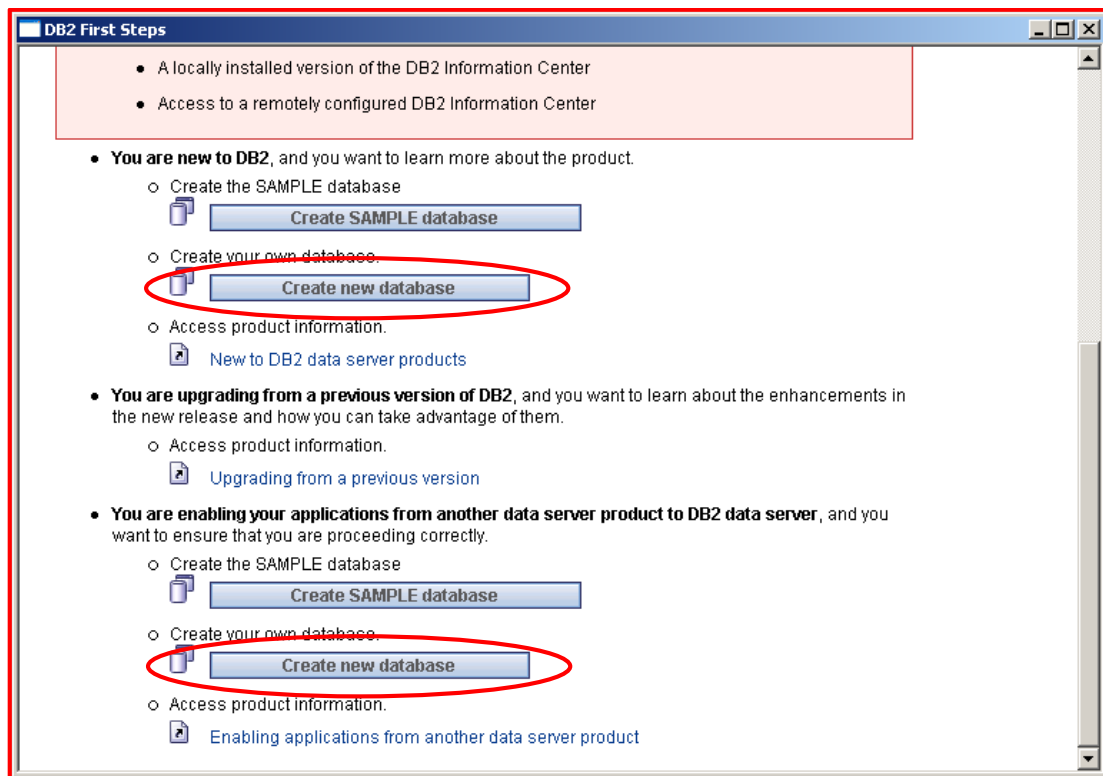 DB2 First Steps
• A locally installed version of the DB2 Information Center
• Access to a remotely configured DB2 Information Center
• You are new to DB2, and you want to learn more about the product.
o Create the SAMPLE database
Create SAMPLE database
o Create your own database.
Create new database
o Access product information.
New to DB2 data server products
• You are upgrading from a previous version of DB2, and you want to learn about the enhancements in
the new release and how you can take advantage of them.
o Access product information.
Upgrading from a previous version
• You are enabling your applications from another data server product to DB2 data server, and you
want to ensure that you are proceeding correctly.
o Create the SAMPLE database
Create SAMPLE database
o Create your own database.
Create new database
o Access product information.
Enabling applications from another data server product